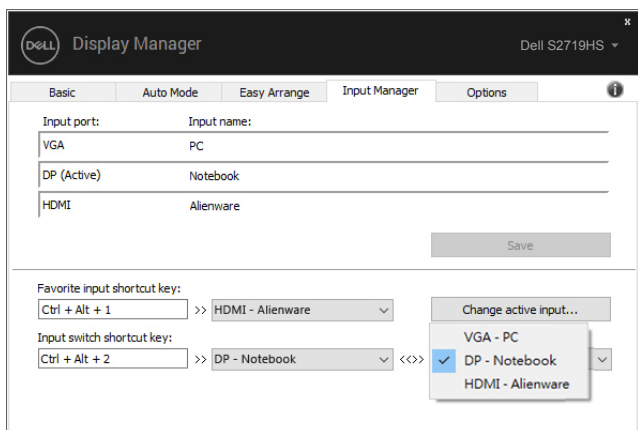 DELL Display Manager
Dell S2719HS
x
Basic Auto Mode Easy Arrange Input Manager Options
Input port: Input name:
VGA PC
DP (Active) Notebook
HDMI Alienware
Save
Favorite input shortcut key:
Ctrl + Alt + 1 >> HDMI - Alienware Change active input...
Input switch shortcut key:
Ctrl + Alt + 2 >> DP - Notebook <<>>
VGA - PC
DP - Notebook
HDMI - Alienware